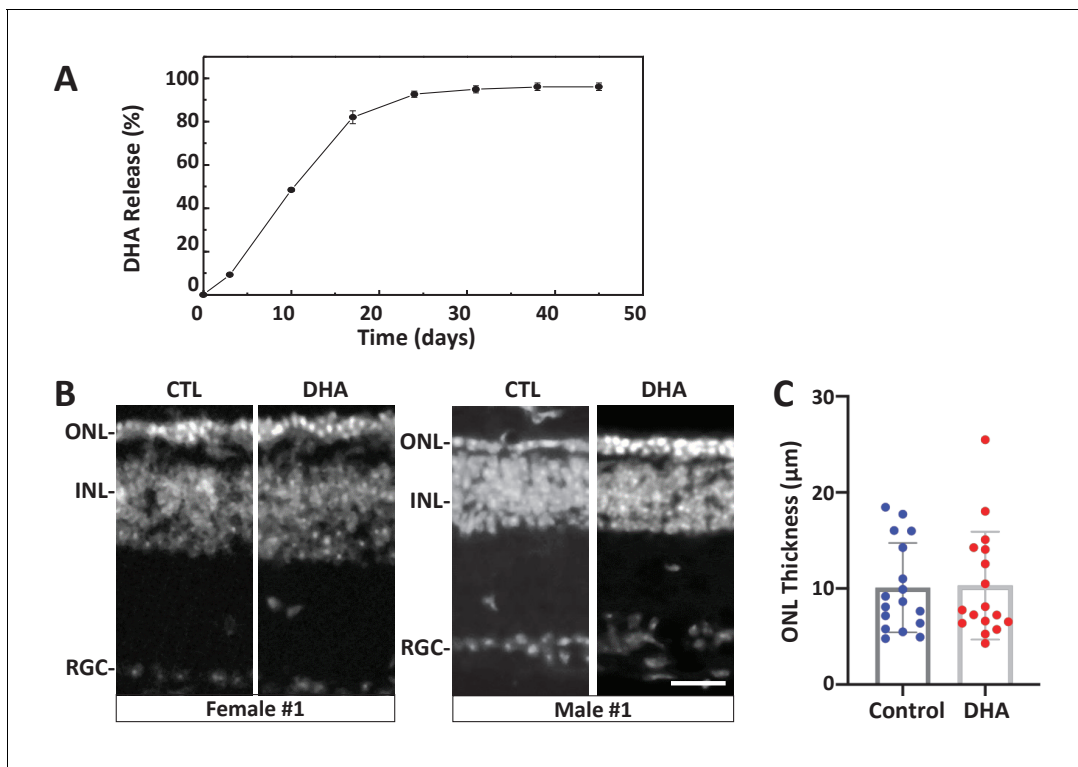 A
DHA Release (%)
100
80
60
40
20
0
0 10 20 30 40 50
Time (days)
B
CTL DHA CTL DHA
ONL-
INL-
RGC-
ONL-
INL-
RGC-
Female #1 Male #1
C
ONL Thickness (μm)
30
20
10
0
Control DHA